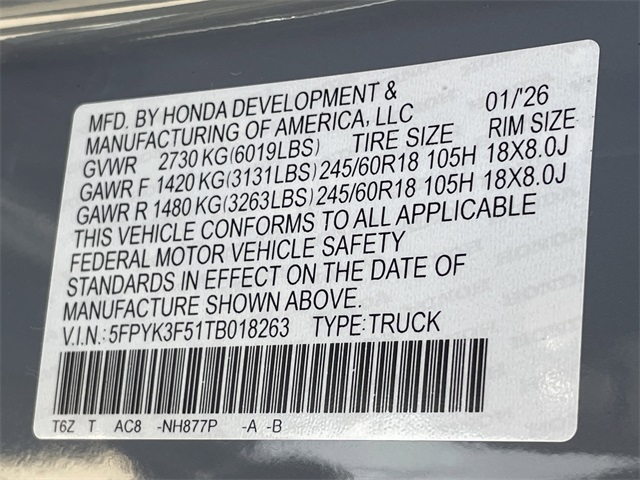 MFD. BY HONDA DEVELOPMENT &
MANUFACTURING OF AMERICA, LLC 01/'26
GVWR 2730 KG(6019LBS) TIRE SIZE RIM SIZE
GAWR F 1420 KG(3131LBS) 245/60R18 105H 18X8.0J
GAWR R 1480 KG(3263LBS) 245/60R18 105H 18X8.0J
THIS VEHICLE CONFORMS TO ALL APPLICABLE
FEDERAL MOTOR VEHICLE SAFETY
STANDARDS IN EFFECT ON THE DATE OF
MANUFACTURE SHOWN ABOVE.
V.I.N.: 5FPYK3F51TB018263 TYPE: TRUCK
T6Z T AC8 -NH877P -A -B